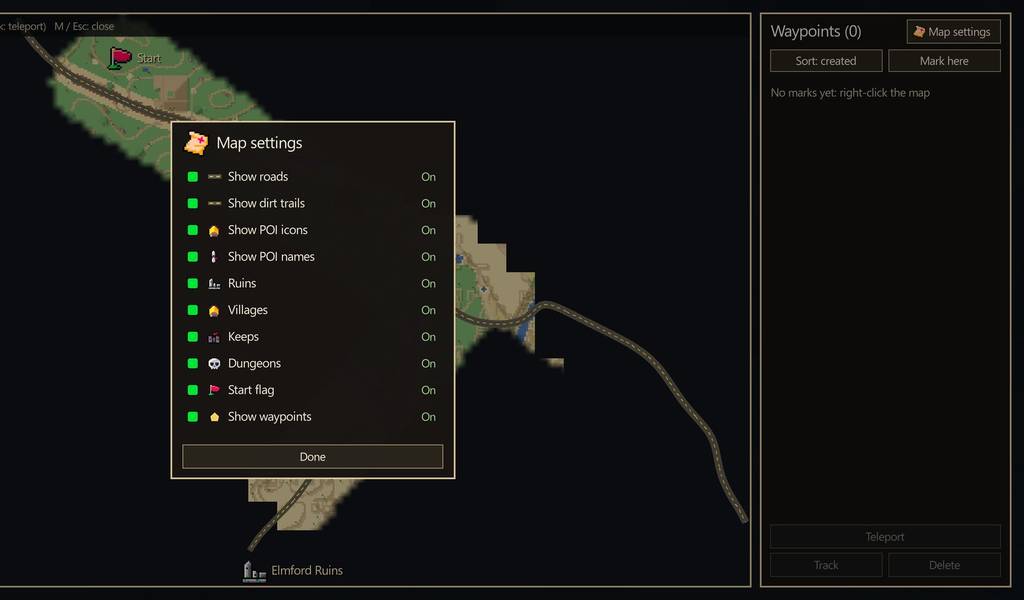 c: teleport)   M / Esc: close
Start
Waypoints (0)
Map settings
Sort: created
Mark here
No marks yet: right-click the map
Map settings
Show roads On
Show dirt trails On
Show POI icons On
Show POI names On
Ruins On
Villages On
Keeps On
Dungeons On
Start flag On
Show waypoints On
Done
Elmford Ruins
Teleport
Track
Delete